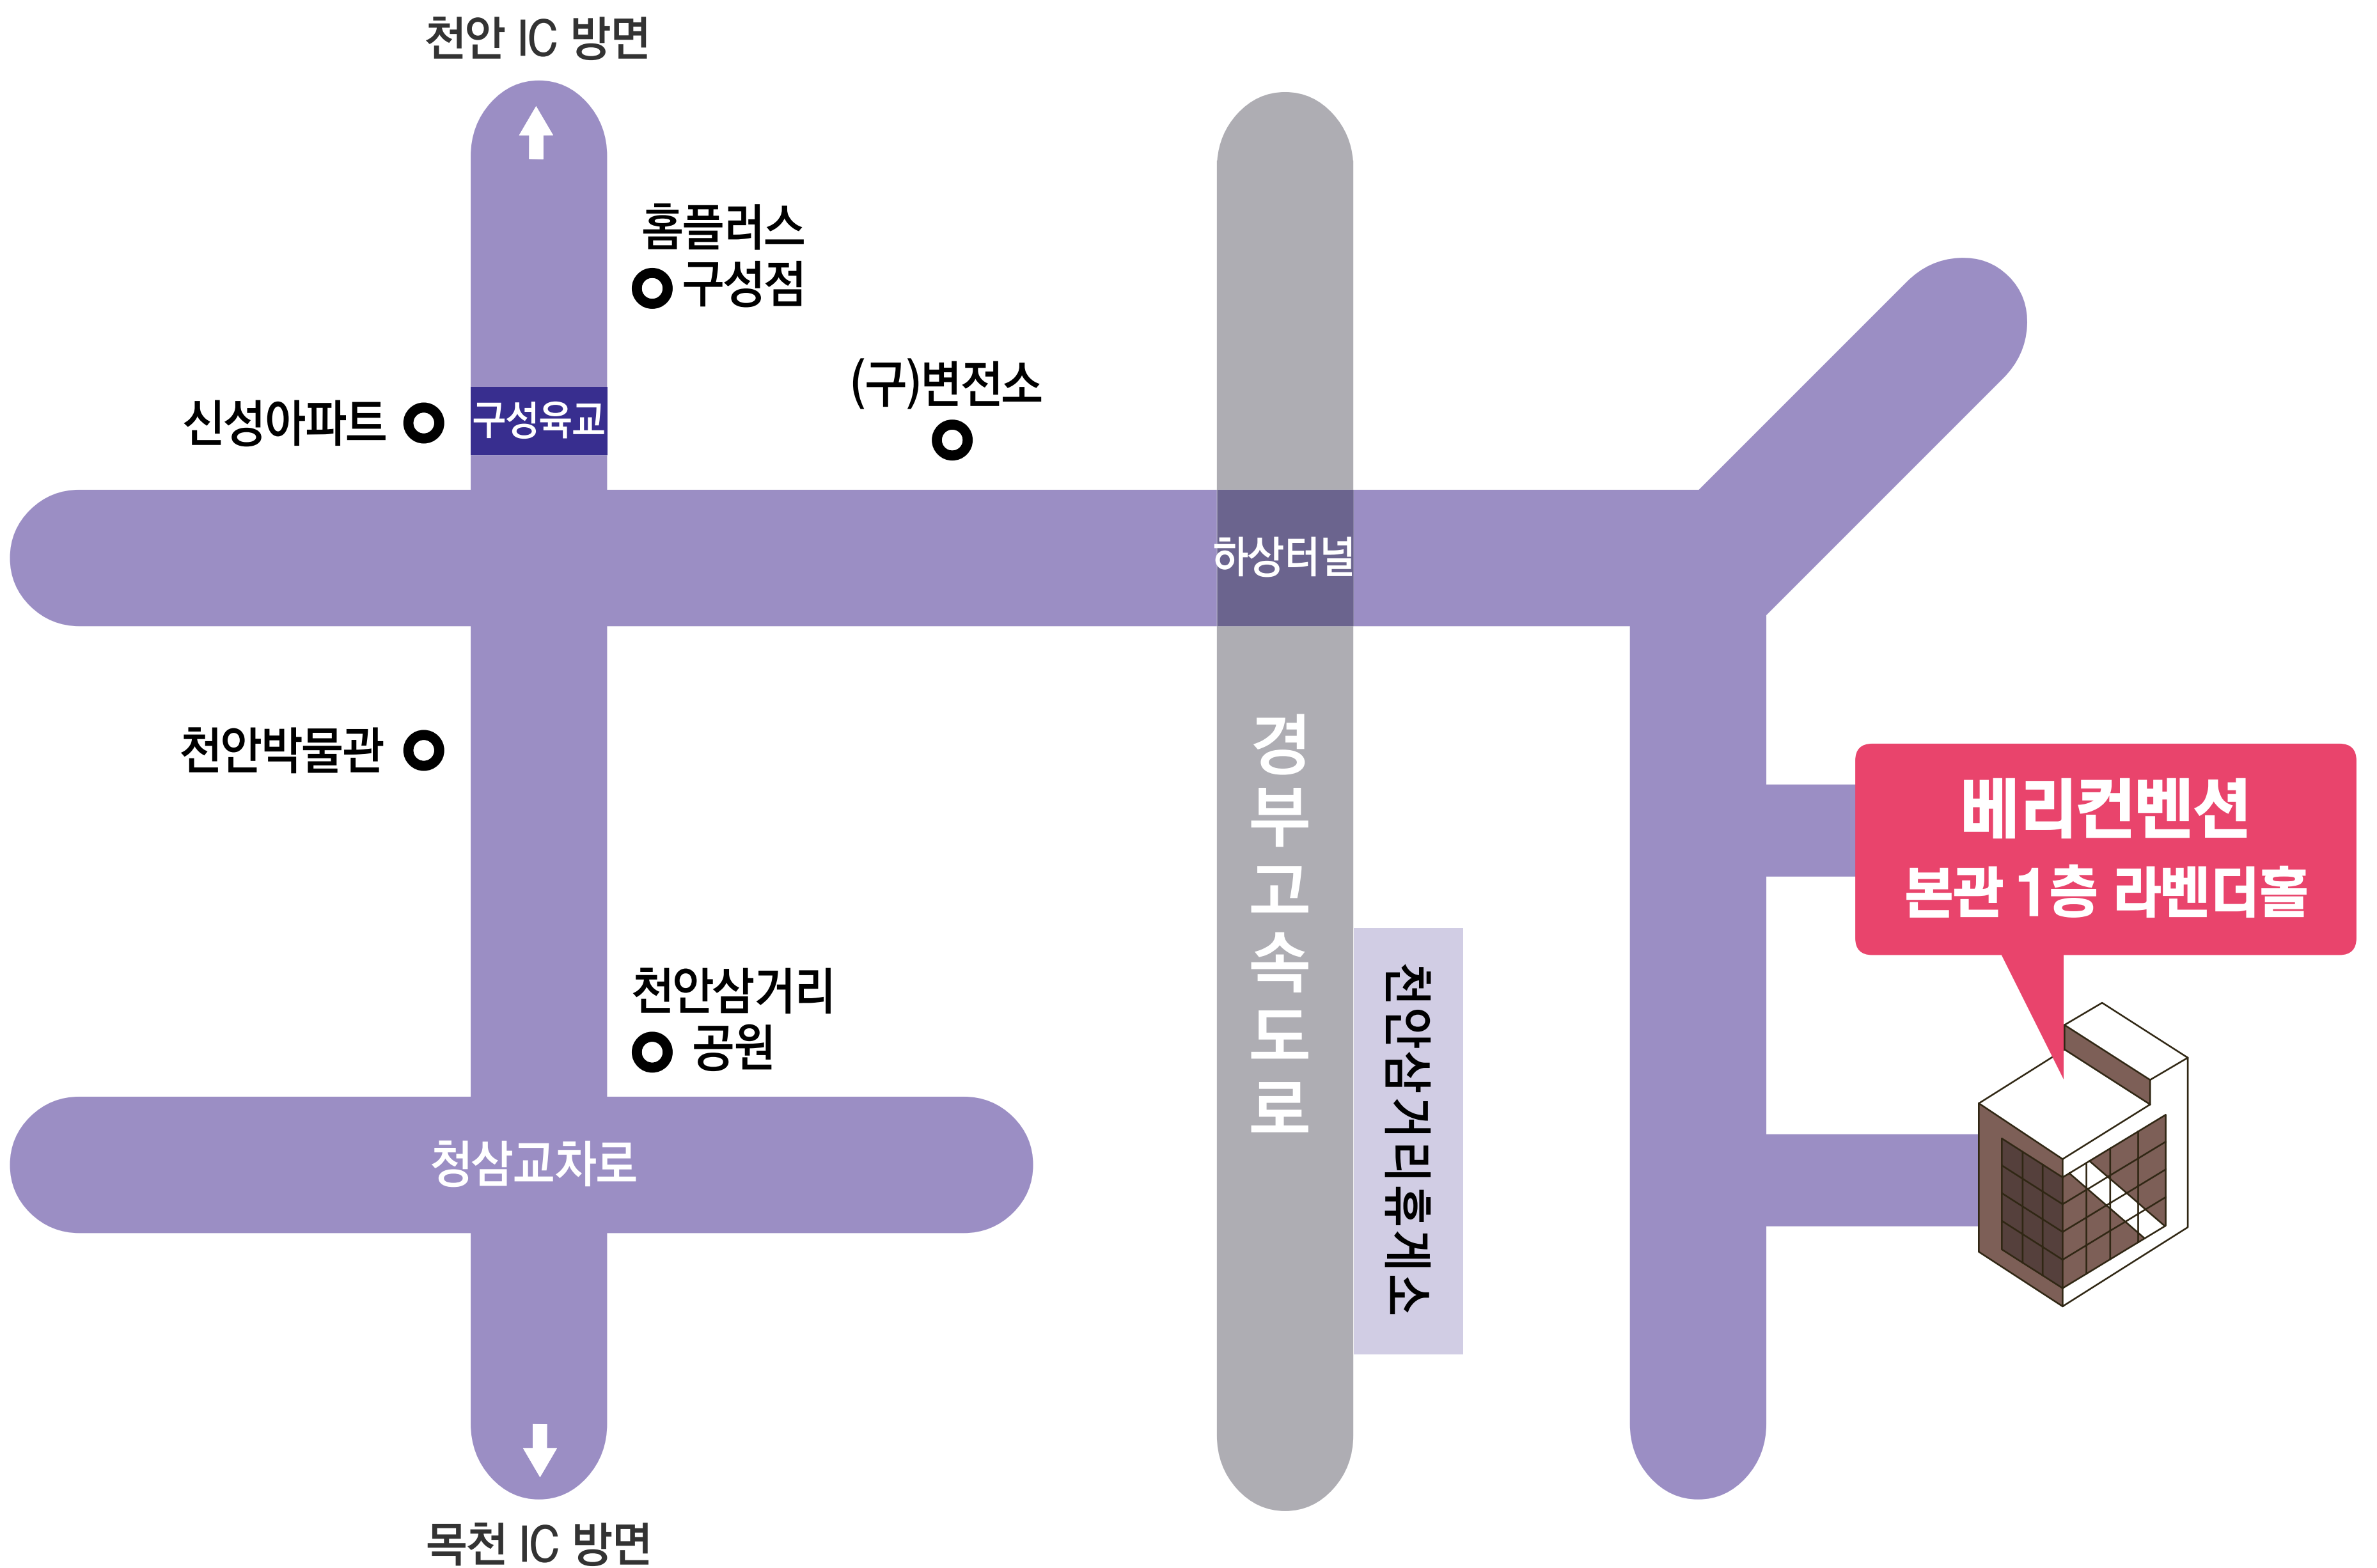 천안 IC 방면
홈플러스
구성점
(구)변전소
신성아파트
구성육교
하상터널
천안박물관
경부고속도로
베리컨벤션
본관 1층 라벤더홀
천안삼거리
공원
천안삼거리휴게소
청삼교차로
목천 IC 방면